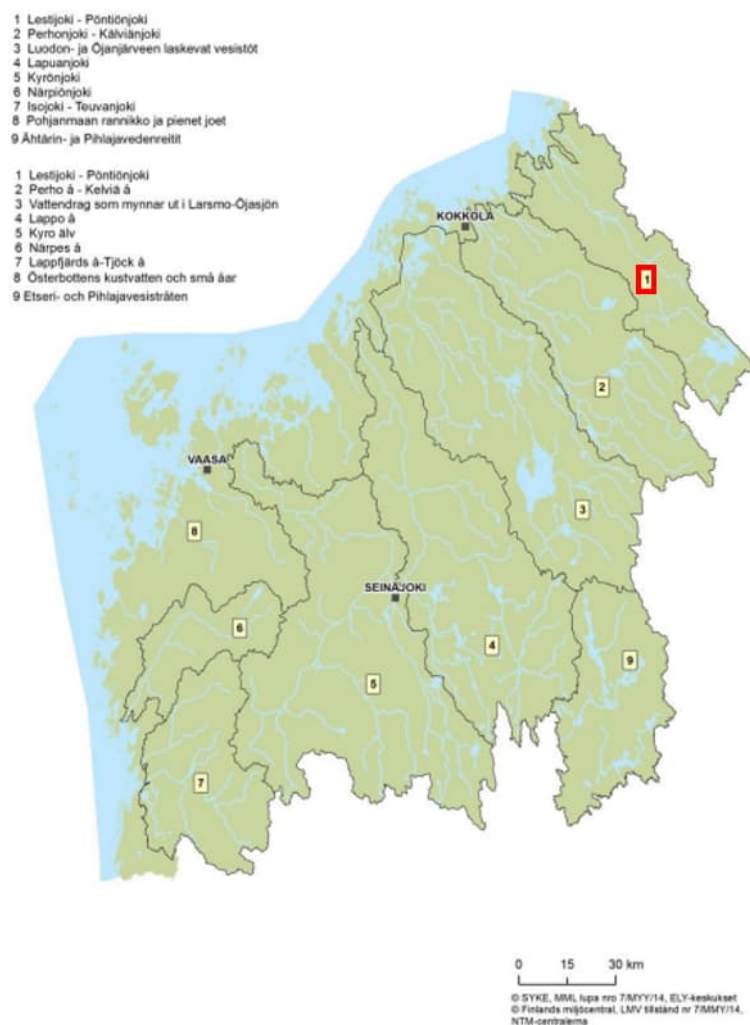 1 Lestijoki - Pöntiönjoki
2 Perhonjoki - Kälviänjoki
3 Luodon- ja Öjanjärveen laskevat vesistöt
4 Lapuanjoki
5 Kyrönjoki
6 Närpiönjoki
7 Isojoki - Teuvanjoki
8 Pohjanmaan rannikko ja pienet joet
9 Ähtärin- ja Pihlajavedenreitit
1 Lestijoki - Pöntiönjoki
2 Perho å - Kelviå å
3 Vattendrag som mynnar ut i Larsmo-Öjasjön
4 Lappo å
5 Kyro älv
6 Närpes å
7 Lappfjärds å-Tjöck å
8 Österbottens kustvatten och små åar
9 Etseri- och Pihlajavesistråten
KOKKOLA
1
2
VAASA
3
8
SEINÄJOKI
6
4
9
5
7
0 15 30 km
© SYKE, MML lupa nro 7/MYY/14, ELY-keskukset
© Finlands miljöcentral, LMV tillstånd nr 7/MMY/14,
NTM-centralerna